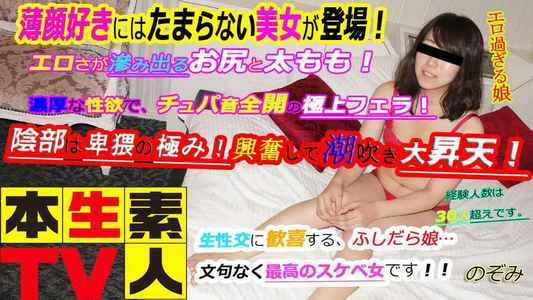 薄顔好きにはたまらない美女が登場！
エロさが滲み出るお尻と太もも！
エロ過ぎる娘
濃厚な性欲で、チュパ音全開の極上フェラ！
陰部は卑猥の極み！興奮して潮吹き大昇天！
経験人数は
超えです。
本生素人
TV
生性交に歓喜する、ふしだら娘…
文句なく最高のスケベ女です！！
のぞみ